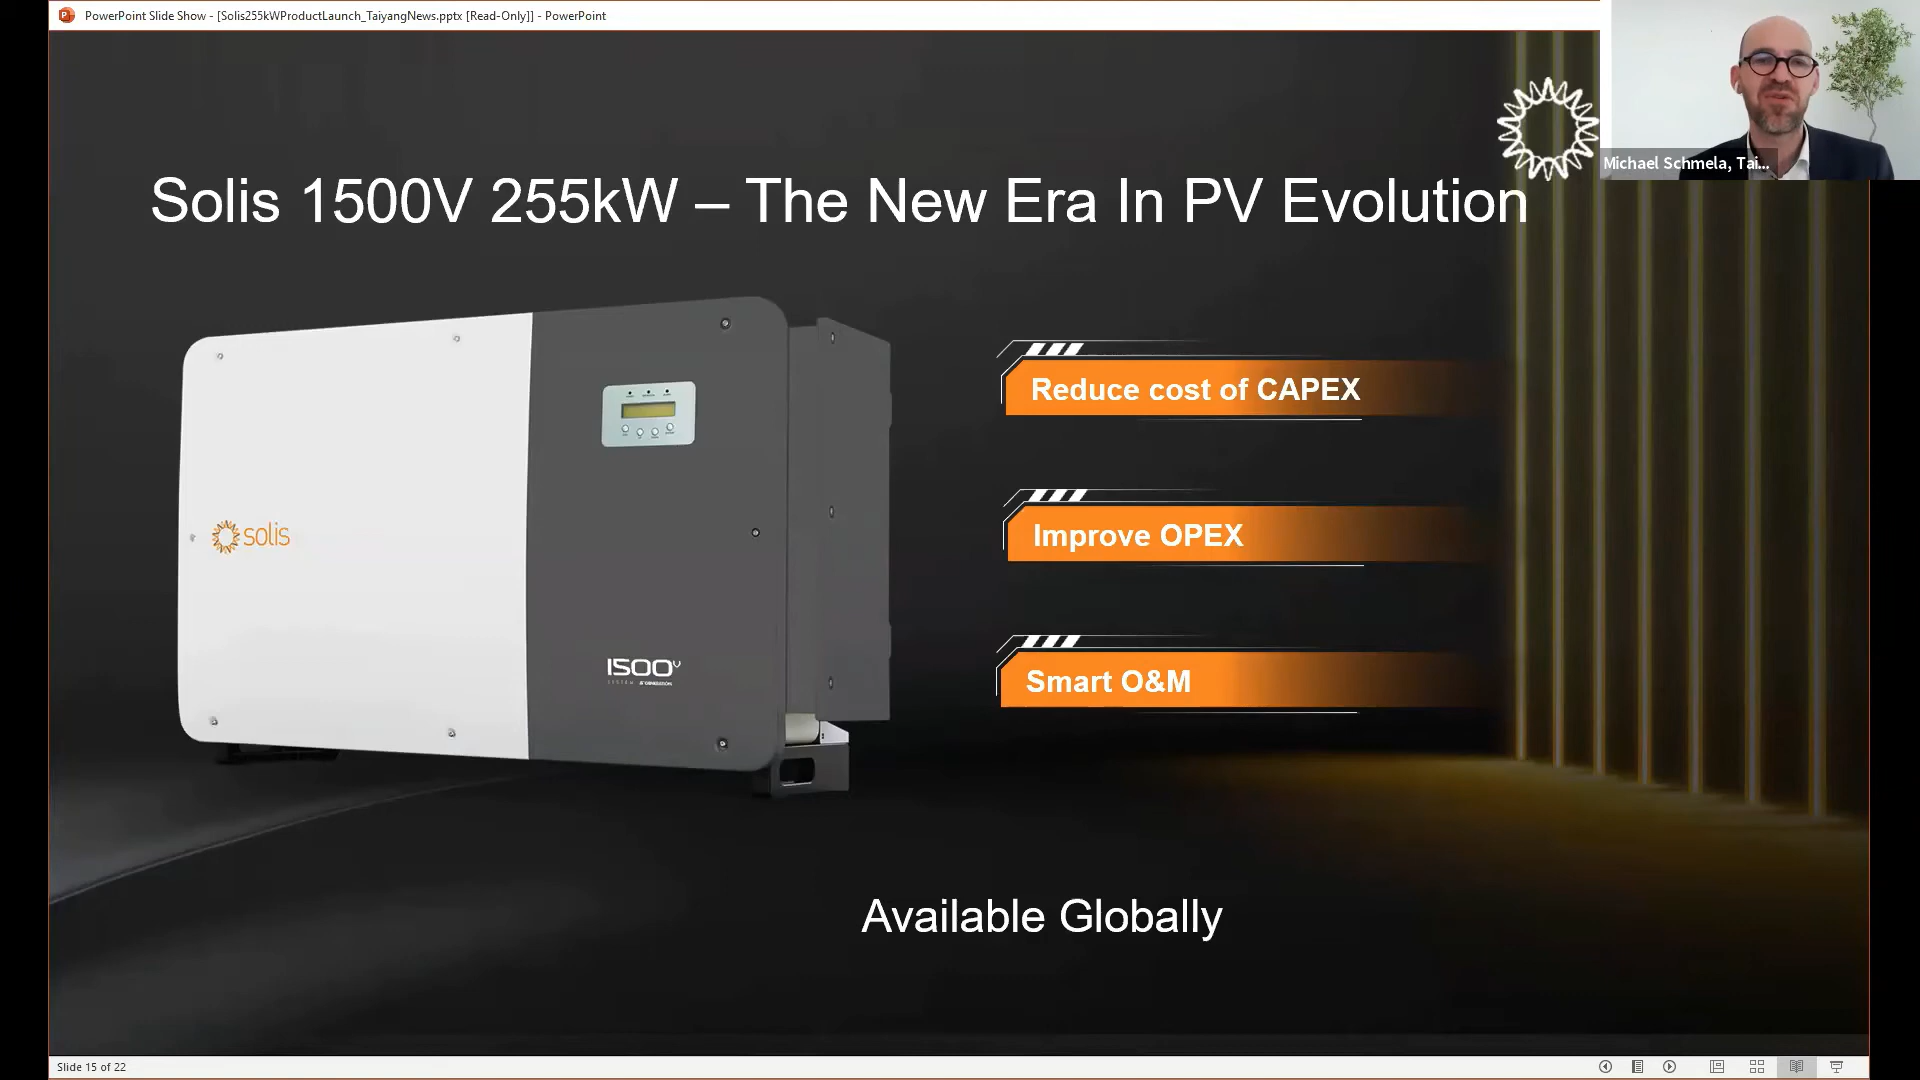 PowerPoint Slide Show - [Solis255kWProductLaunch_TaiyangNews.pptx [Read-Only]] - PowerPoint
Michael Schmela, Tai...
Solis 1500V 255kW – The New Era In PV Evolution
Reduce cost of CAPEX
Improve OPEX
solis
1500V
Smart O&M
Available Globally
Slide 15 of 22